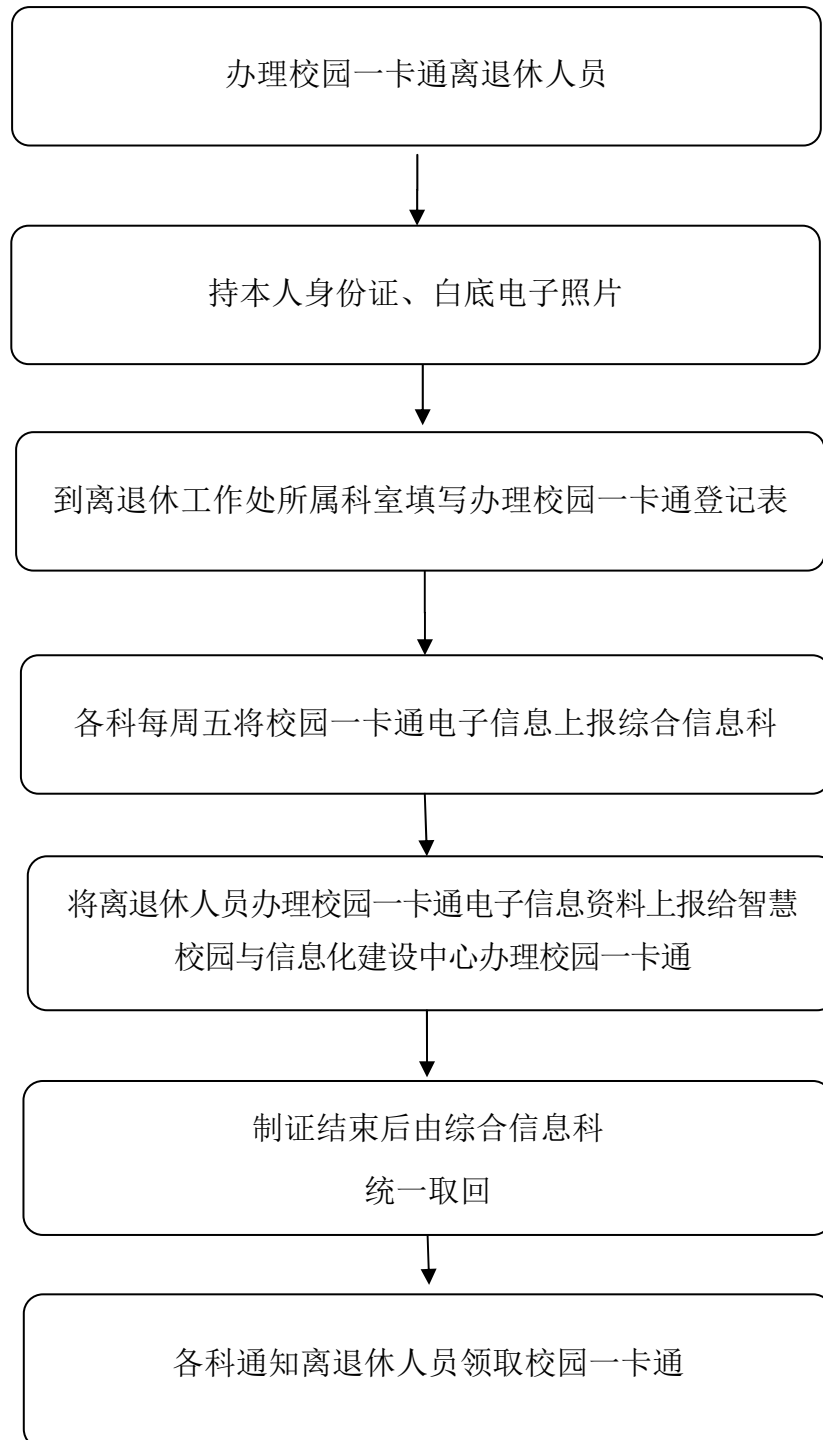 办理校园一卡通离退休人员
持本人身份证、白底电子照片
到离退休工作处所属科室填写办理校园一卡通登记表
各科每周五将校园一卡通电子信息上报综合信息科
将离退休人员办理校园一卡通电子信息资料上报给智慧
校园与信息化建设中心办理校园一卡通
制证结束后由综合信息科
统一取回
各科通知离退休人员领取校园一卡通